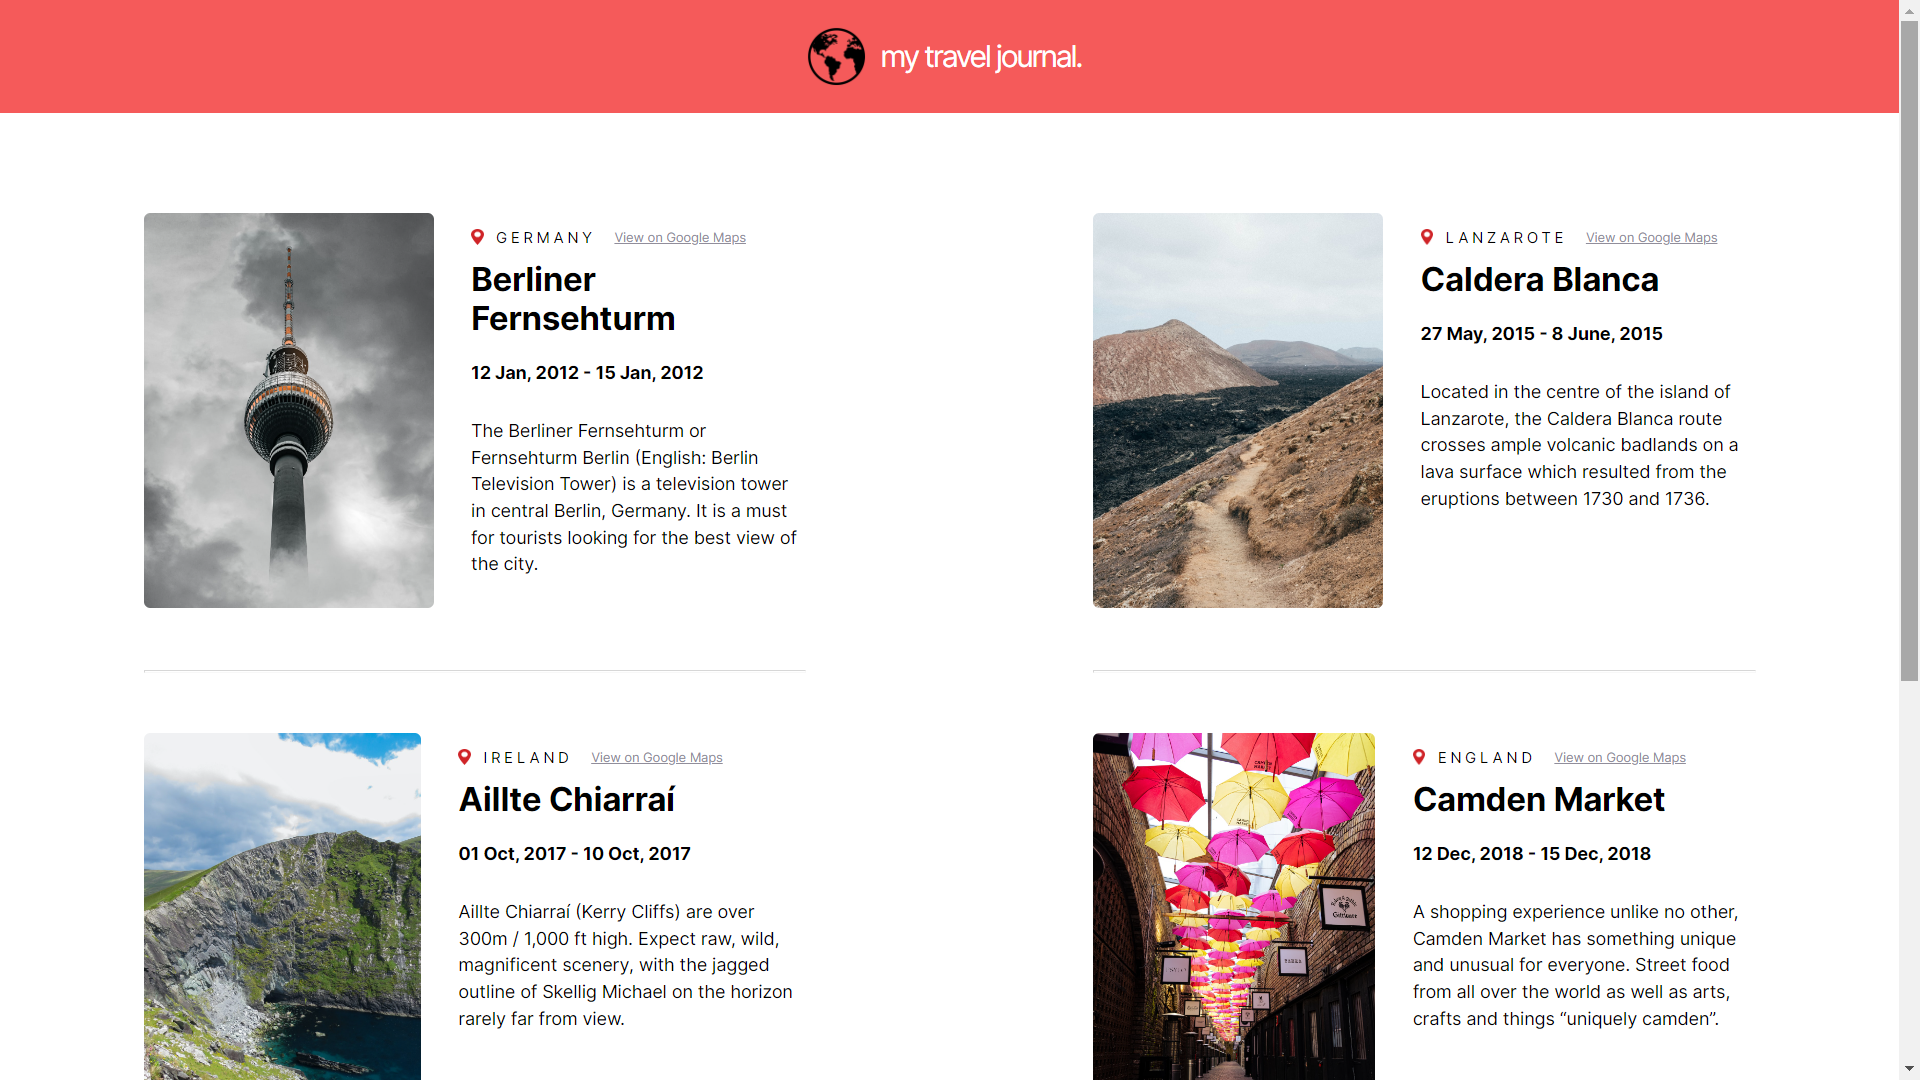 my travel journal.
GERMANY View on Google Maps
Berliner
Fernsehturm
12 Jan, 2012 - 15 Jan, 2012
The Berliner Fernsehturm or
Fernsehturm Berlin (English: Berlin
Television Tower) is a television tower
in central Berlin, Germany. It is a must
for tourists looking for the best view of
the city.
LANZAROTE View on Google Maps
Caldera Blanca
27 May, 2015 - 8 June, 2015
Located in the centre of the island of
Lanzarote, the Caldera Blanca route
crosses ample volcanic badlands on a
lava surface which resulted from the
eruptions between 1730 and 1736.
IRELAND View on Google Maps
Aillte Chiarraí
01 Oct, 2017 - 10 Oct, 2017
Aillte Chiarraí (Kerry Cliffs) are over
300m / 1,000 ft high. Expect raw, wild,
magnificent scenery, with the jagged
outline of Skellig Michael on the horizon
rarely far from view.
ENGLAND View on Google Maps
Camden Market
12 Dec, 2018 - 15 Dec, 2018
A shopping experience unlike no other,
Camden Market has something unique
and unusual for everyone. Street food
from all over the world as well as arts,
crafts and things “uniquely camden”.